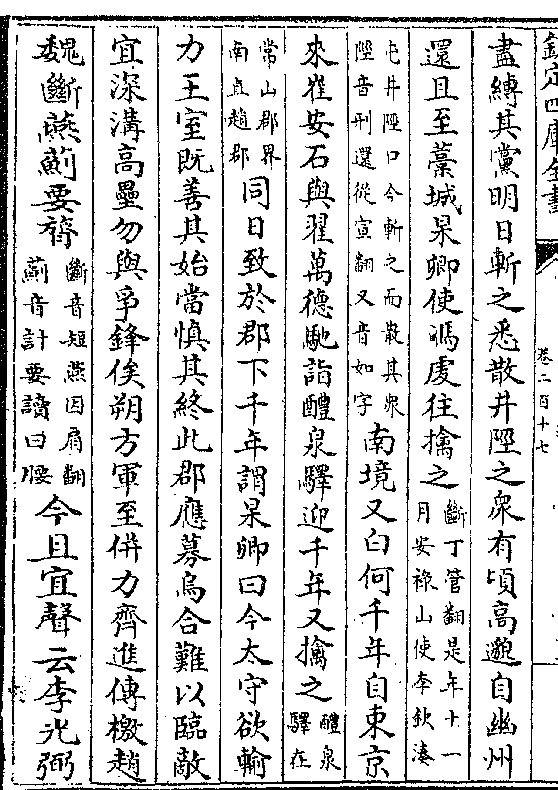 欽定四庫全書
卷二百十七
盡縛其黨明日斬之悉散井陘之衆有頃高邈自幽州
還且至藁城杲卿使馮虔往擒之斷丁管翻是年十一月安祿山使李欽湊
屯井陘口今斬之而散其衆陘音刑還從宣翻又音如字南境又白何千年自東京
來崔安石與翟萬德馳詣醴泉驛迎千年又擒之醴泉驛在
常山郡界南直趙郡同日致於郡下千年謂杲卿曰今太守欲輸
力王室既善其始當慎其終此郡應募烏合難以臨敵
宜深溝高壘勿與爭鋒俟朔方軍至併力齊進傳檄趙
魏斷燕薊要膂斷音短燕因肩翻薊音計要讀曰腰今且宜聲云李光弼